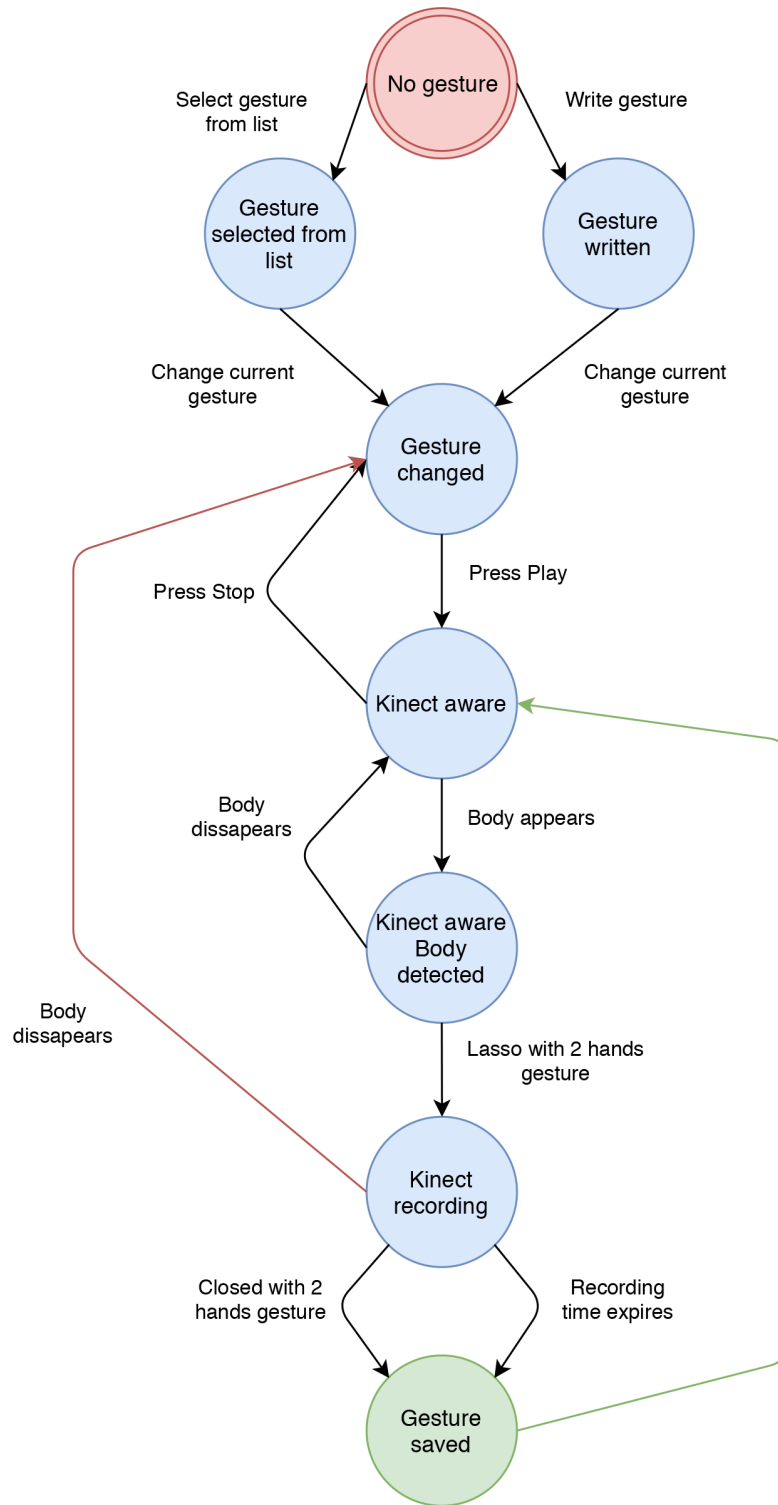 No gesture
Select gesture
from list
Write gesture
Gesture
selected from
list
Gesture
written
Change current
gesture
Change current
gesture
Gesture
changed
Press Play
Press Stop
Kinect aware
Body
dissapears
Body appears
Kinect aware
Body
detected
Body
dissapears
Lasso with 2 hands
gesture
Kinect
recording
Closed with 2
hands gesture
Recording
time expires
Gesture
saved